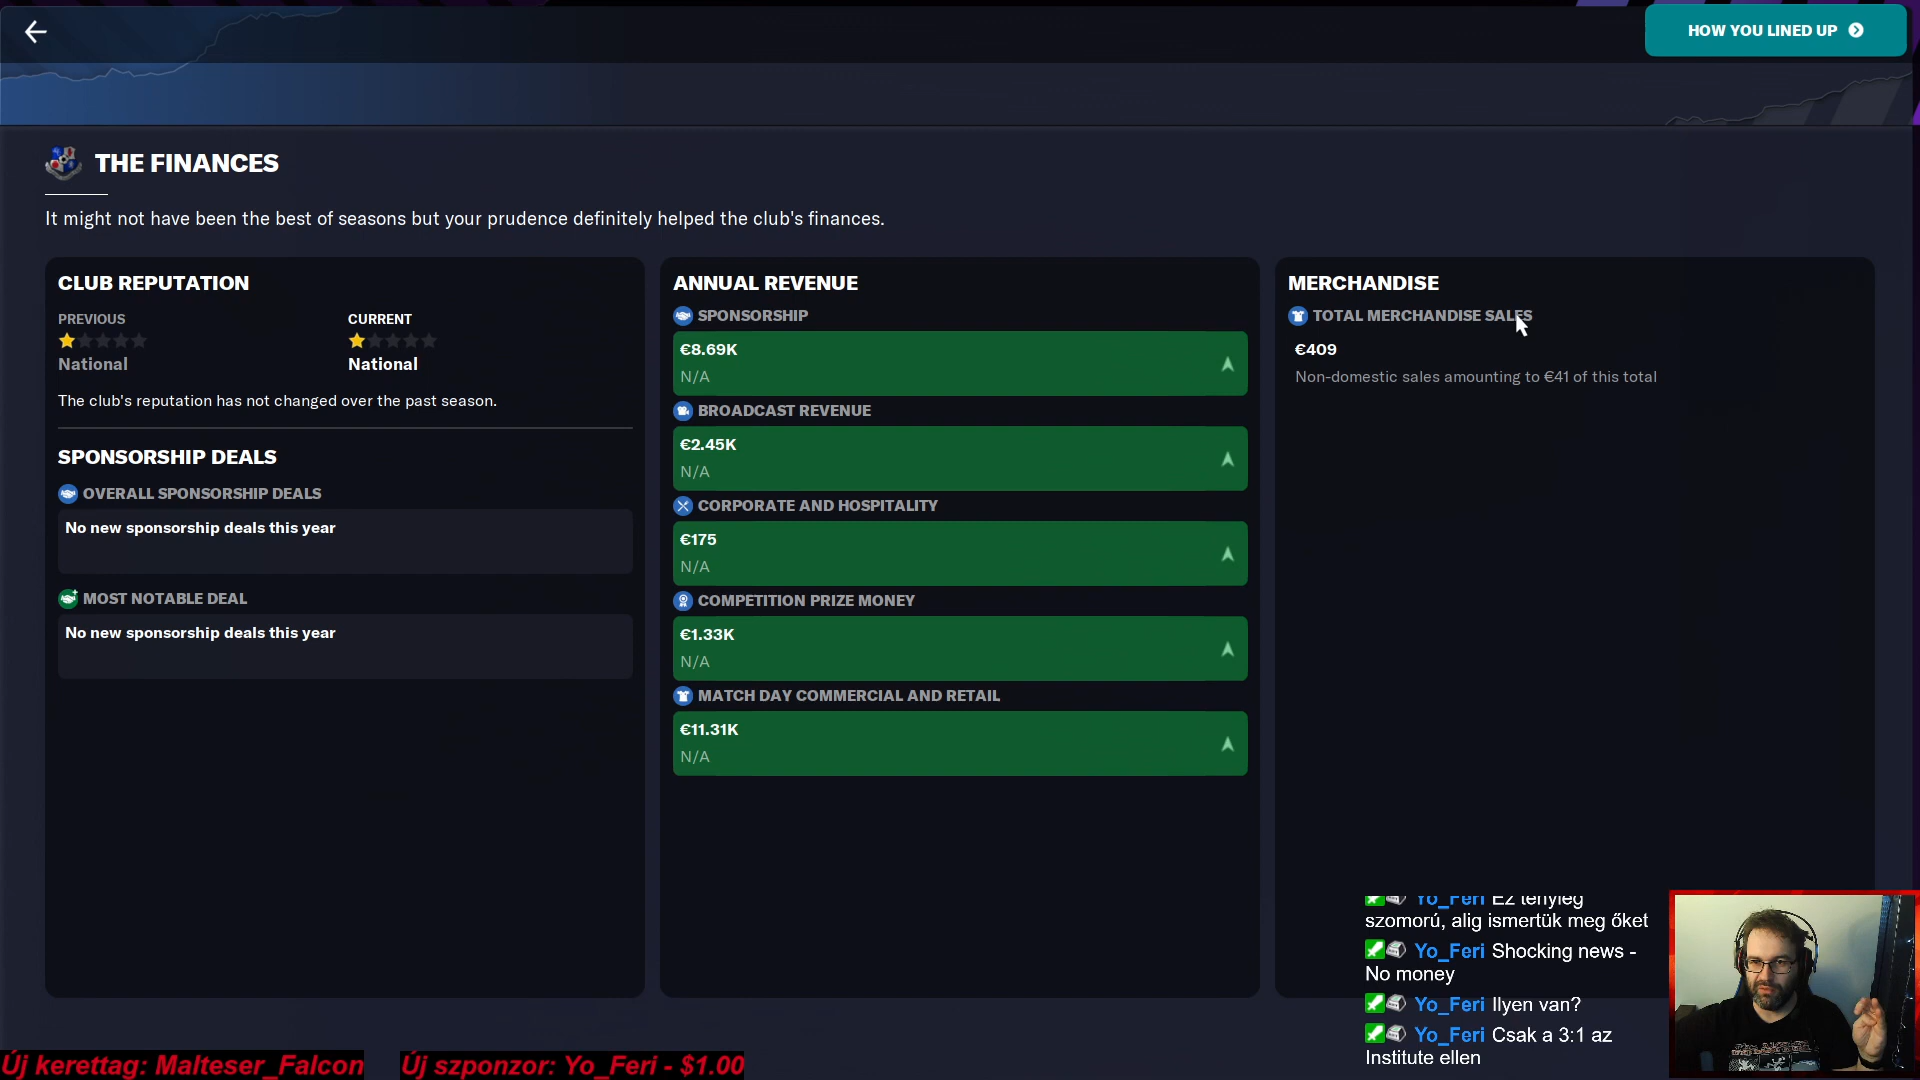 HOW YOU LINED UP
THE FINANCES
It might not have been the best of seasons but your prudence definitely helped the club's finances.
CLUB REPUTATION
PREVIOUS
CURRENT
National
National
The club's reputation has not changed over the past season.
SPONSORSHIP DEALS
OVERALL SPONSORSHIP DEALS
No new sponsorship deals this year
MOST NOTABLE DEAL
No new sponsorship deals this year
ANNUAL REVENUE
SPONSORSHIP
€8.69K
N/A
BROADCAST REVENUE
€2.45K
N/A
CORPORATE AND HOSPITALITY
€175
N/A
COMPETITION PRIZE MONEY
€1.33K
N/A
MATCH DAY COMMERCIAL AND RETAIL
€11.31K
N/A
MERCHANDISE
TOTAL MERCHANDISE SALES
€409
Non-domestic sales amounting to €41 of this total
Yo_Feri Ez tényleg
szomorú, alig ismertük meg őket
Yo_Feri Shocking news -
No money
Yo_Feri Ilyen van?
Yo_Feri Csak a 3:1 az
Institute ellen
Új kerettag: Malteser_Falcon
Új szponzor: Yo_Feri - $1.00